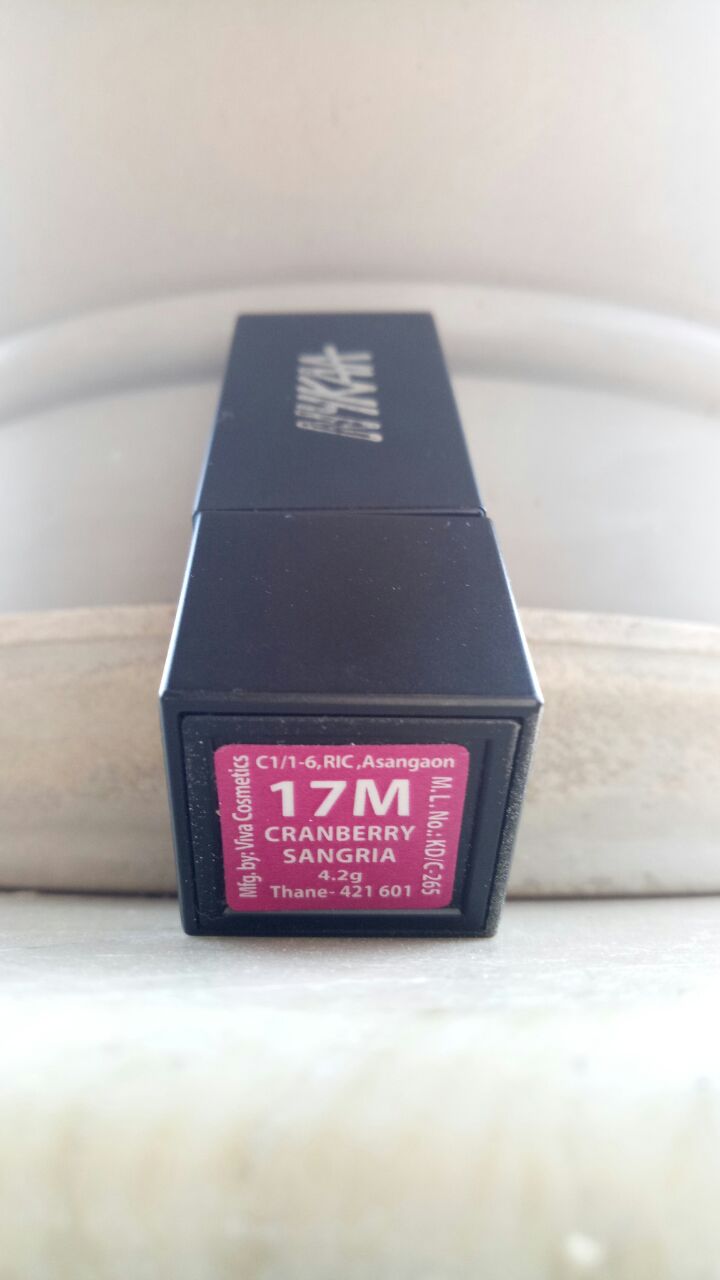 NYKAA
C1/1-6,RIC,Asangaon
Mfg. by: Viva Cosmetics
17M
CRANBERRY
SANGRIA
4.2g
Thane- 421 601
M. L. No.: KD/C-265